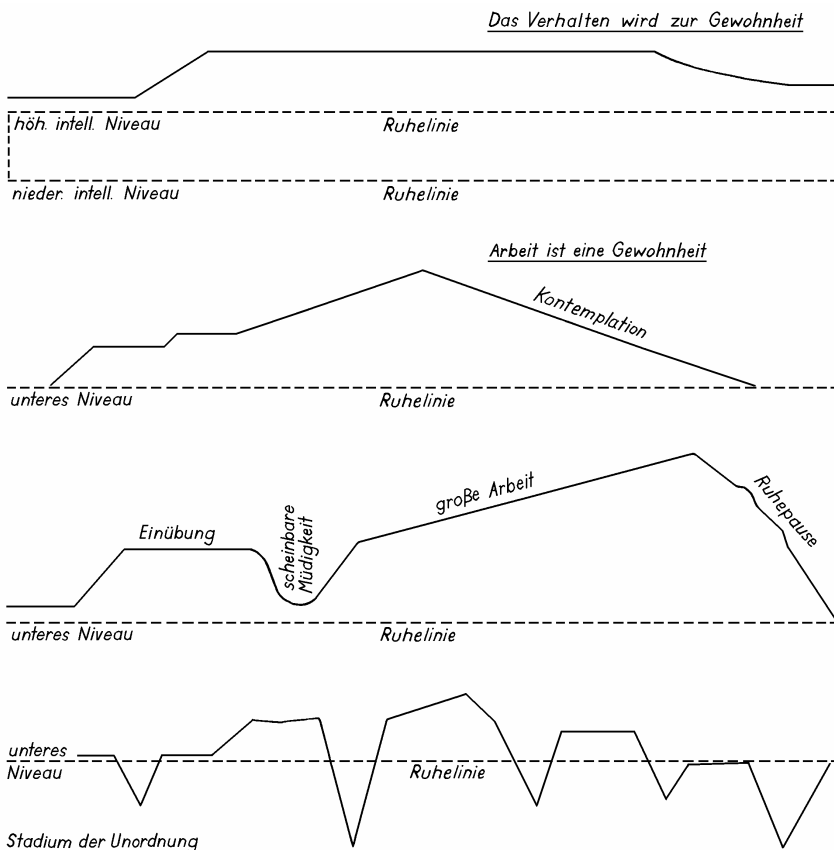 Das Verhalten wird zur Gewohnheit
höh. intell. Niveau Ruhelinie
nieder. intell. Niveau Ruhelinie
Arbeit ist eine Gewohnheit
Kontemplation
unteres Niveau Ruhelinie
große Arbeit
Ruhepause
Einübung
scheinbare
Müdigkeit
unteres Niveau Ruhelinie
unteres
Niveau Ruhelinie
Stadium der Unordnung